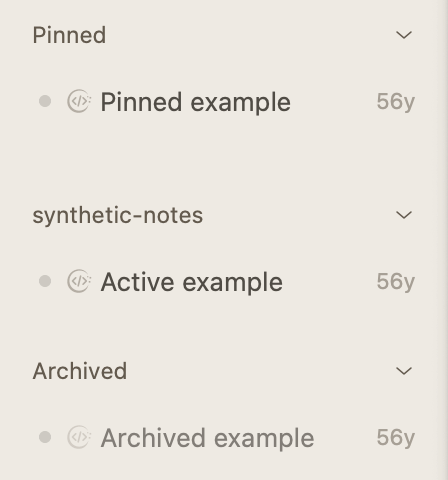 Pinned
Pinned example 56y
synthetic-notes
Active example 56y
Archived
Archived example 56y